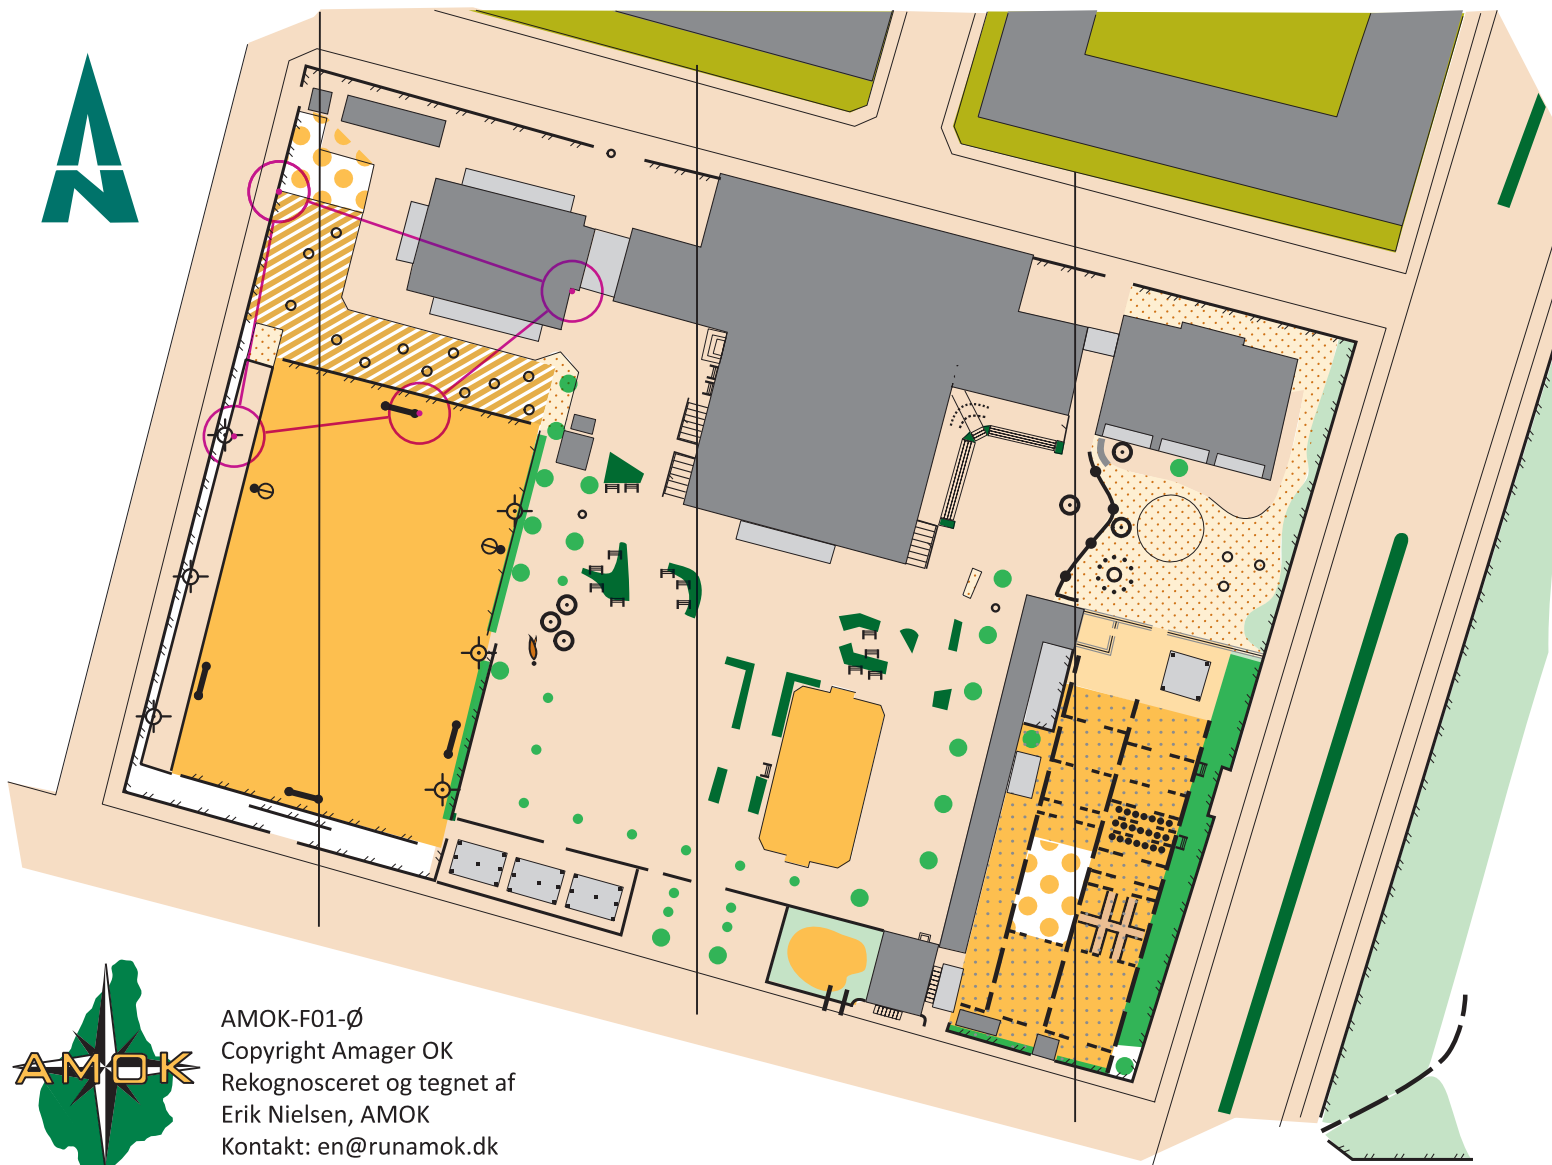 AMOK
AMOK-F01-Ø
Copyright Amager OK
Rekognosceret og tegnet af
Erik Nielsen, AMOK
Kontakt: en@runamok.dk